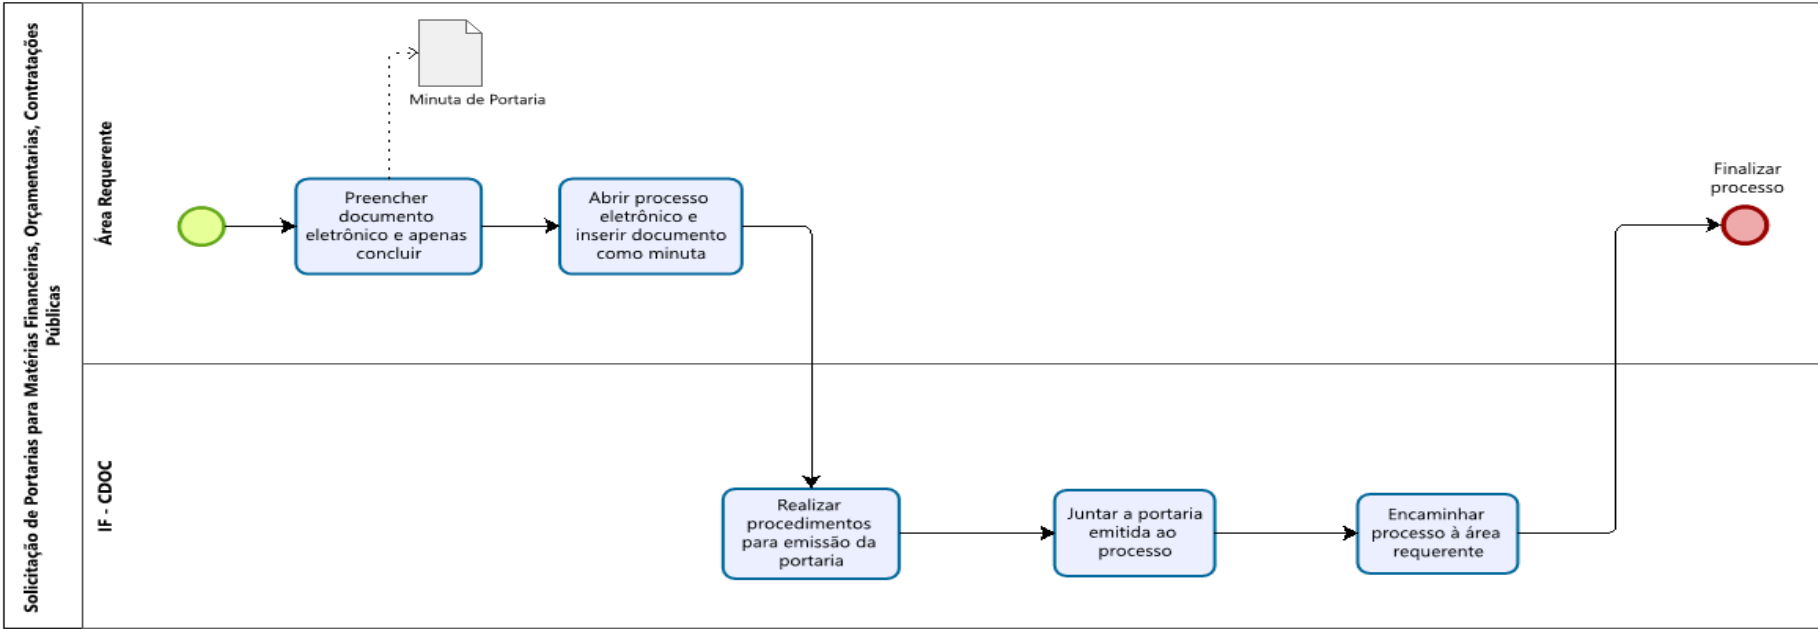 Solicitação de Portarias para Matérias Financeiras, Orçamentarias, Contratações
Públicas
Área Requerente
Minuta de Portaria
Preencher
documento
eletrônico e apenas
concluir
Abrir processo
eletrônico e
inserir documento
como minuta
Finalizar
processo
IF - CDOC
Realizar
procedimentos
para emissão da
portaria
Juntar a portaria
emitida ao
processo
Encaminhar
processo à área
requerente